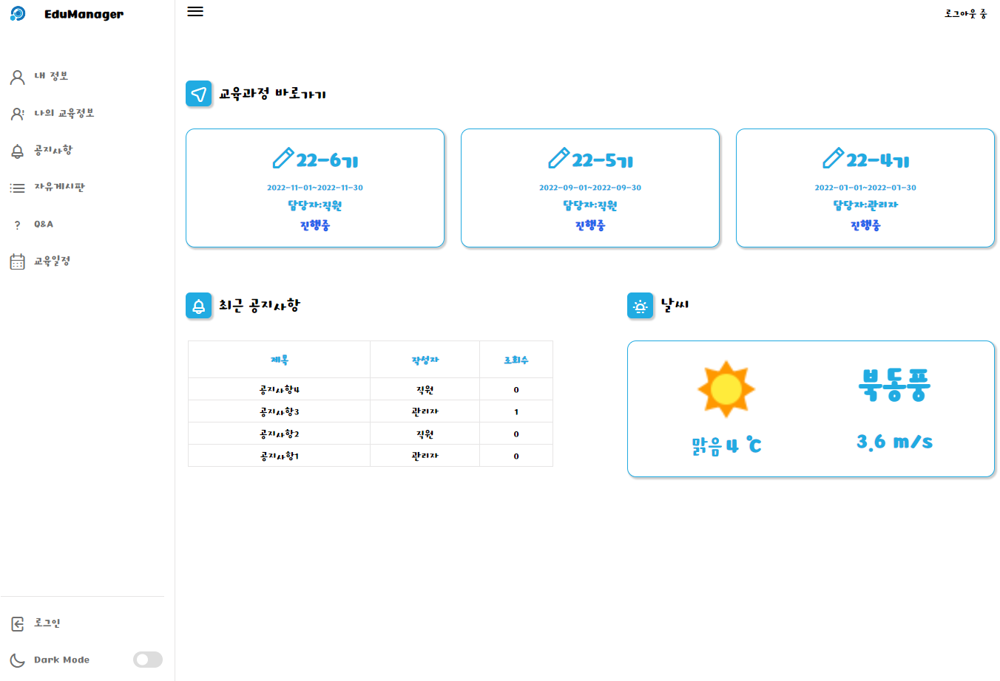 EduManager
로그아웃 중
내 정보
나의 교육정보
공지사항
자유게시판
? Q&A
교육일정
교육과정 바로가기
22-6기
2022-11-01~2022-11-30
담당자:직원
진행중
22-5기
2022-09-01~2022-09-30
담당자:직원
진행중
22-4기
2022-07-01~2022-07-30
담당자:관리자
진행중
최근 공지사항
제목 작성자 조회수
공지사항4 직원 0
공지사항3 관리자 1
공지사항2 직원 0
공지사항1 관리자 0
날씨
맑음 4 ℃
북동풍
3.6 m/s
로그인
Dark Mode